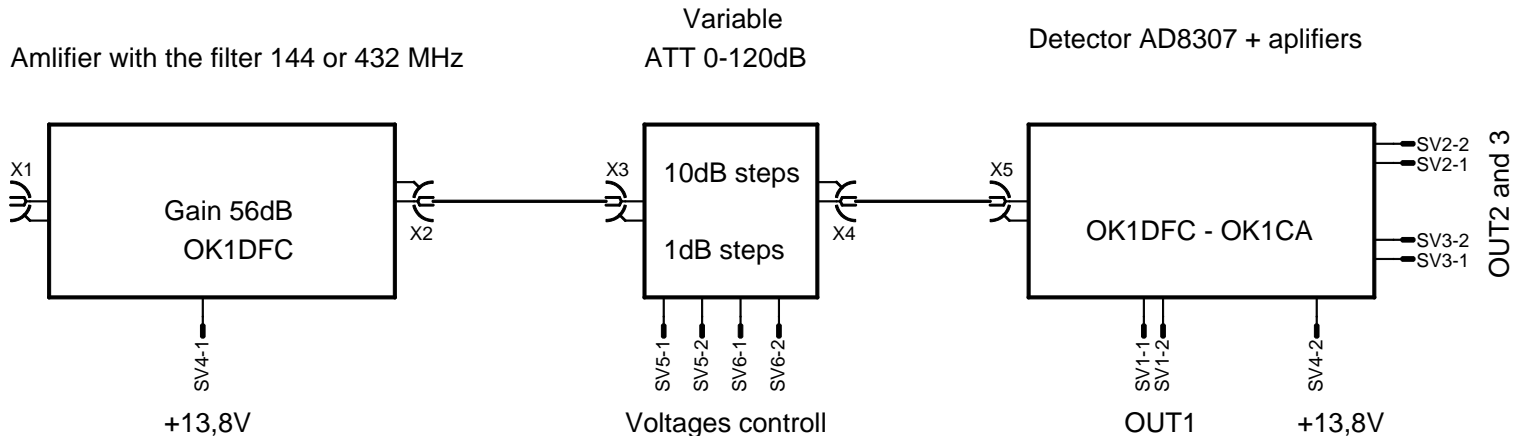 Variable
Amlifier with the filter 144 or 432 MHz
ATT 0-120dB
Detector AD8307 + aplifiers
X1
Gain 56dB
OK1DFC
X2
SV4-1
+13,8V
X3
10dB steps
1dB steps
X4
SV5-1
SV5-2
SV6-1
SV6-2
Voltages controll
X5
OK1DFC - OK1CA
SV2-2
SV2-1
SV3-2
SV3-1
OUT2 and 3
SV1-1
SV1-2
OUT1
SV4-2
+13,8V